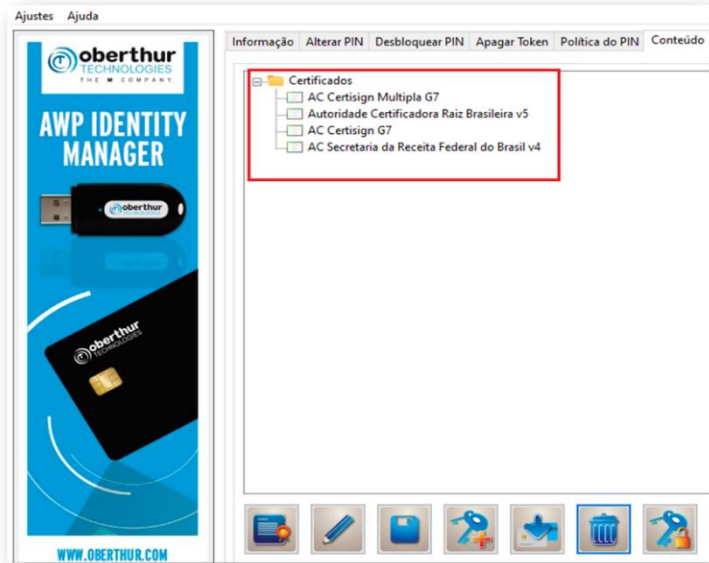 Ajustes Ajuda
oberthur
TECHNOLOGIES
THE M COMPANY
AWP IDENTITY
MANAGER
oberthur
TECHNOLOGIES
oberthur
TECHNOLOGIES
WWW.OBERTHUR.COM
Informação Alterar PIN Desbloquear PIN Apagar Token Política do PIN Conteúdo
Certificados
AC Certisign Multipla G7
Autoridade Certificadora Raiz Brasileira v5
AC Certisign G7
AC Secretaria da Receita Federal do Brasil v4